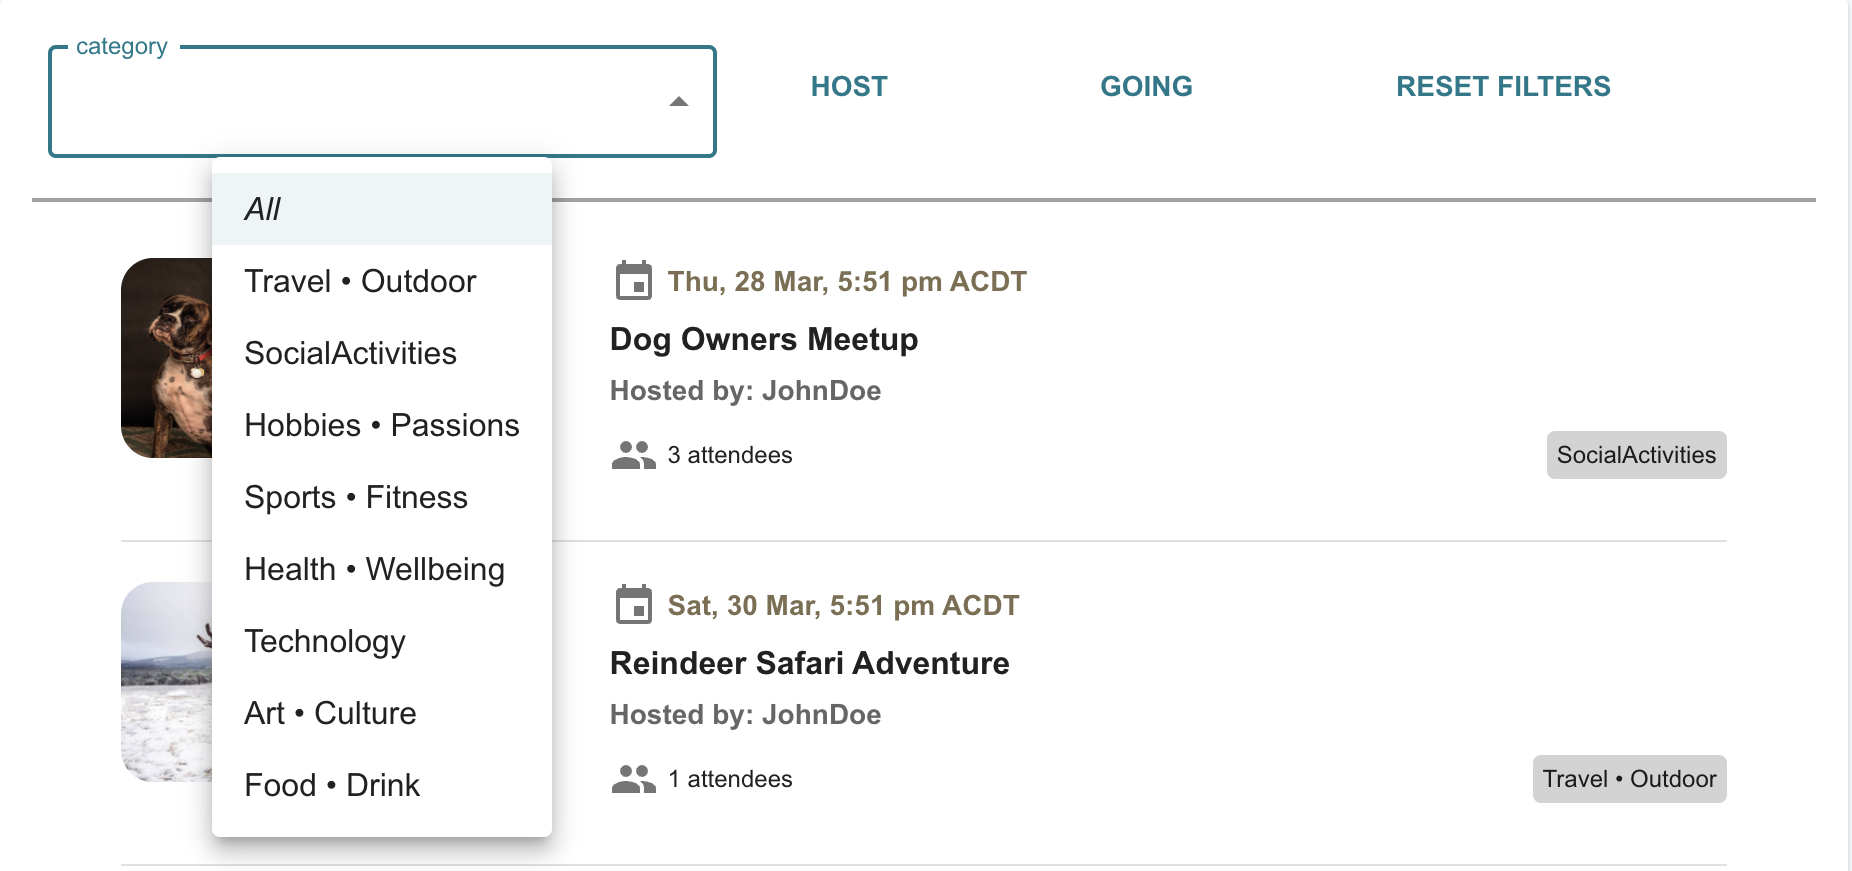 category
HOST
GOING
RESET FILTERS
All
Travel • Outdoor
SocialActivities
Hobbies • Passions
Sports • Fitness
Health • Wellbeing
Technology
Art • Culture
Food • Drink
Thu, 28 Mar, 5:51 pm ACDT
Dog Owners Meetup
Hosted by: JohnDoe
3 attendees
SocialActivities
Sat, 30 Mar, 5:51 pm ACDT
Reindeer Safari Adventure
Hosted by: JohnDoe
1 attendees
Travel • Outdoor